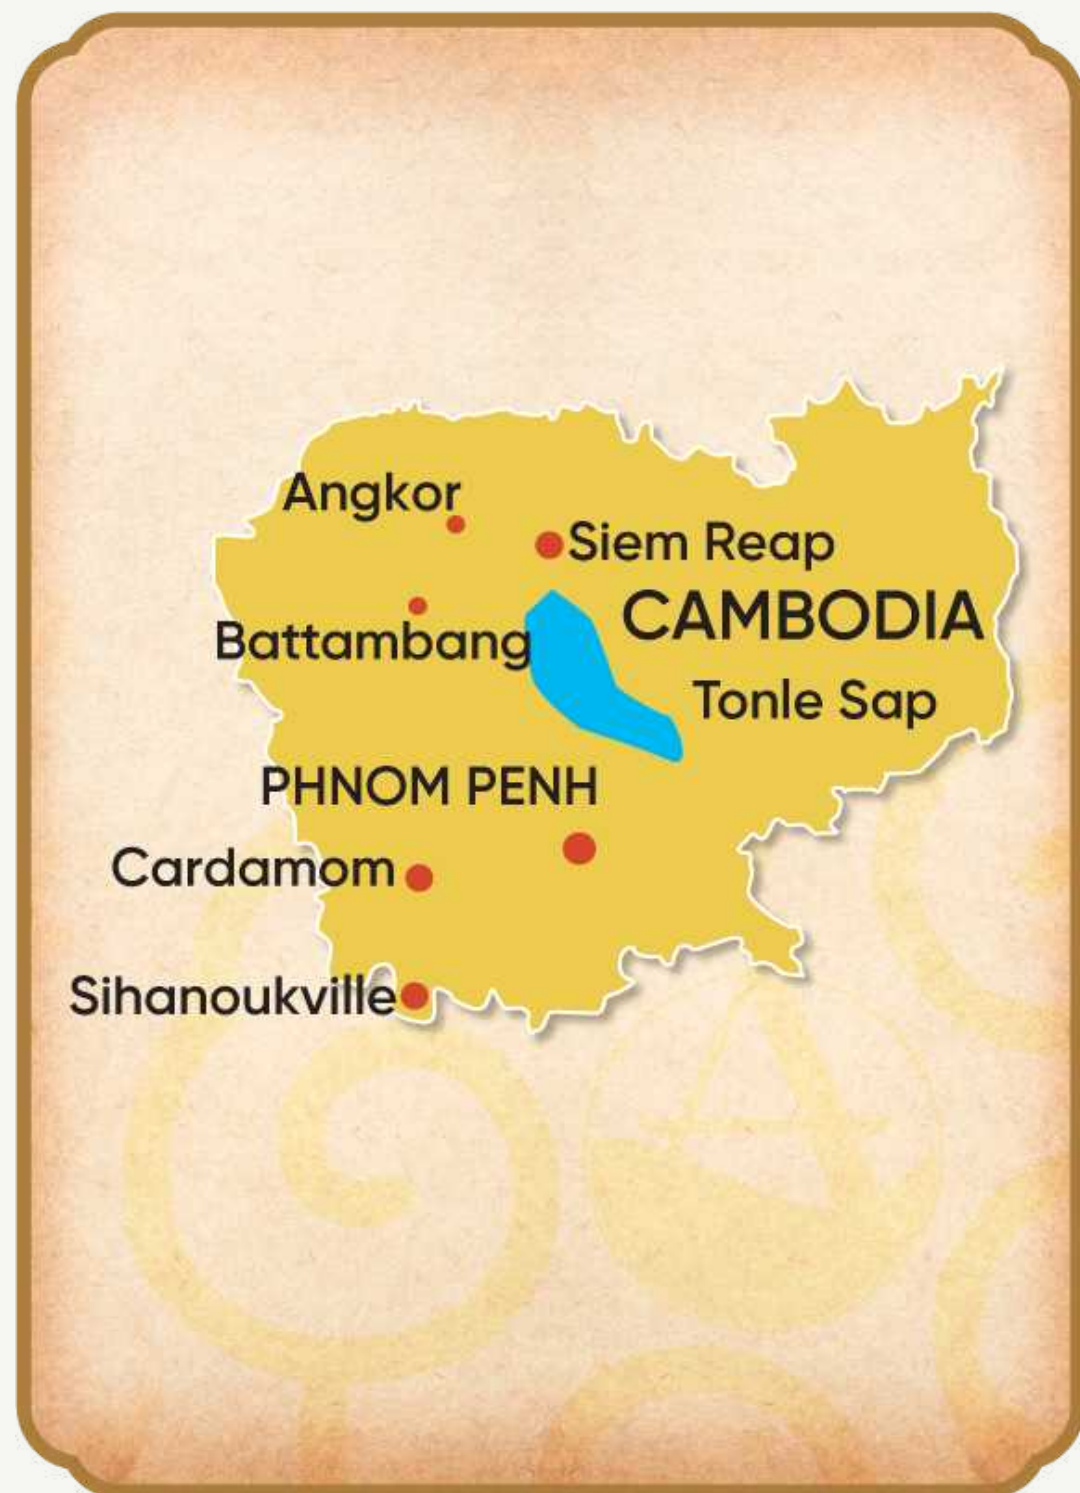 Angkor
Siem Reap
CAMBODIA
Battambang
Tonle Sap
PHNOM PENH
Cardamom
Sihanoukville